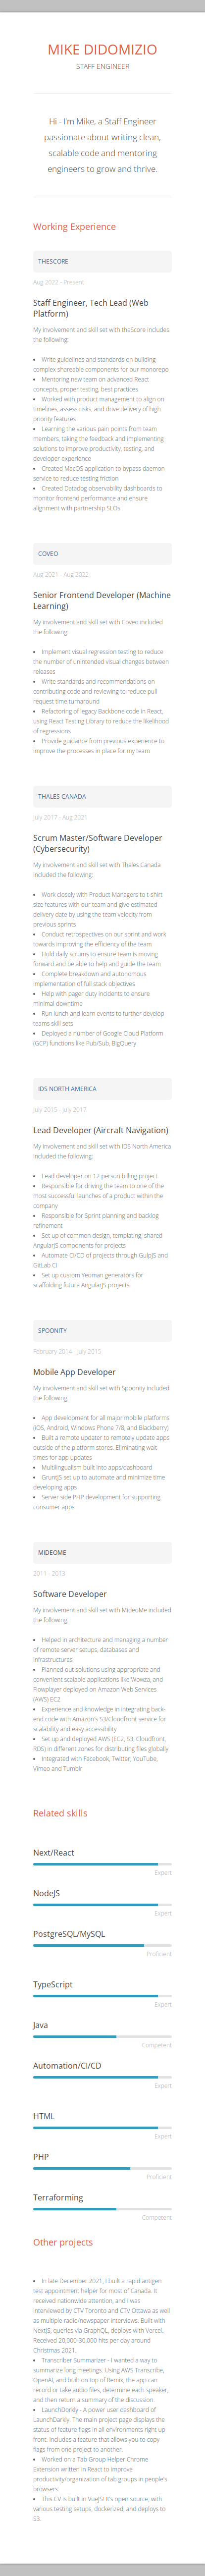 MIKE DIDOMIZIO
STAFF ENGINEER
Hi - I'm Mike, a Staff Engineer
passionate about writing clean,
scalable code and mentoring
engineers to grow and thrive.
Working Experience
THESCORE
Aug 2022 - Present
Staff Engineer, Tech Lead (Web
Platform)
My involvement and skill set with theScore includes
the following:
• Write guidelines and standards on building
complex shareable components for our monorepo
• Mentoring new team on advanced React
concepts, proper testing, best practices
• Worked with product management to align on
timelines, assess risks, and drive delivery of high
priority features
• Learning the various pain points from team
members, taking the feedback and implementing
solutions to improve productivity, testing, and
developer experience
• Created MacOS application to bypass daemon
service to reduce testing friction
• Created Datadog observability dashboards to
monitor frontend performance and ensure
alignment with partnership SLOs
COVEO
Aug 2021 - Aug 2022
Senior Frontend Developer (Machine
Learning)
My involvement and skill set with Coveo included
the following:
• Implement visual regression testing to reduce
the number of unintended visual changes between
releases
• Write standards and recommendations on
contributing code and reviewing to reduce pull
request time turnaround
• Refactoring of legacy Backbone code in React,
using React Testing Library to reduce the likelihood
of regressions
• Provide guidance from previous experience to
improve the processes in place for my team
THALES CANADA
July 2017 - Aug 2021
Scrum Master/Software Developer
(Cybersecurity)
My involvement and skill set with Thales Canada
included the following:
• Work closely with Product Managers to t-shirt
size features with our team and give estimated
delivery date by using the team velocity from
previous sprints
• Conduct retrospectives on our sprint and work
towards improving the efficiency of the team
• Hold daily scrums to ensure team is moving
forward and be able to help and guide the team
• Complete breakdown and autonomous
implementation of full stack objectives
• Help with pager duty incidents to ensure
minimal downtime
• Run lunch and learn events to further develop
teams skill sets
• Deployed a number of Google Cloud Platform
(GCP) functions like Pub/Sub, BigQuery
IDS NORTH AMERICA
July 2015 - July 2017
Lead Developer (Aircraft Navigation)
My involvement and skill set with IDS North America
included the following:
• Lead developer on 12 person billing project
• Responsible for driving the team to one of the
most successful launches of a product within the
company
• Responsible for Sprint planning and backlog
refinement
• Set up of common design, templating, shared
AngularJS components for projects
• Automate CI/CD of projects through GulpJS and
GitLab CI
• Set up custom Yeoman generators for
scaffolding future AngularJS projects
SPOONITY
February 2014 - July 2015
Mobile App Developer
My involvement and skill set with Spoonity included
the following:
• App development for all major mobile platforms
(iOS, Android, Windows Phone 7/8, and Blackberry)
• Built a remote updater to remotely update apps
outside of the platform stores. Eliminating wait
times for app updates
• Multilingualism built into apps/dashboard
• GruntJS set up to automate and minimize time
developing apps
• Server side PHP development for supporting
consumer apps
MIDEOME
2011 - 2013
Software Developer
My involvement and skill set with MideoMe included
the following:
• Helped in architecture and managing a number
of remote server setups, databases and
infrastructures
• Planned out solutions using appropriate and
convenient scalable applications like Wowza, and
Flowplayer deployed on Amazon Web Services
(AWS) EC2
• Experience and knowledge in integrating back-
end code with Amazon's S3/Cloudfront service for
scalability and easy accessibility
• Set up and deployed AWS (EC2, S3, Cloudfront,
RDS) in different zones for distributing files globally
• Integrated with Facebook, Twitter, YouTube,
Vimeo and Tumblr
Related skills
Next/React
Expert
NodeJS
Expert
PostgreSQL/MySQL
Proficient
TypeScript
Expert
Java
Competent
Automation/CI/CD
Expert
HTML
Expert
PHP
Proficient
Terraforming
Competent
Other projects
• In late December 2021, I built a rapid antigen
test appointment helper for most of Canada. It
received nationwide attention, and I was
interviewed by CTV Toronto and CTV Ottawa as well
as multiple radio/newspaper interviews. Built with
NextJS, queries via GraphQL, deploys with Vercel.
Received 20,000-30,000 hits per day around
Christmas 2021.
• Transcriber Summarizer - I wanted a way to
summarize long meetings. Using AWS Transcribe,
OpenAI, and built on top of Remix, the app can
record or take audio files, determine each speaker,
and then return a summary of the discussion.
• LaunchDorkly - A power user dashboard of
LaunchDarkly. The main project page displays the
status of feature flags in all environments right up
front. Includes a feature that allows you to copy
flags from one project to another.
• Worked on a Tab Group Helper Chrome
Extension written in React to improve
productivity/organization of tab groups in people's
browsers.
• This CV is built in VueJS! It's open source, with
various testing setups, dockerized, and deploys to
S3.